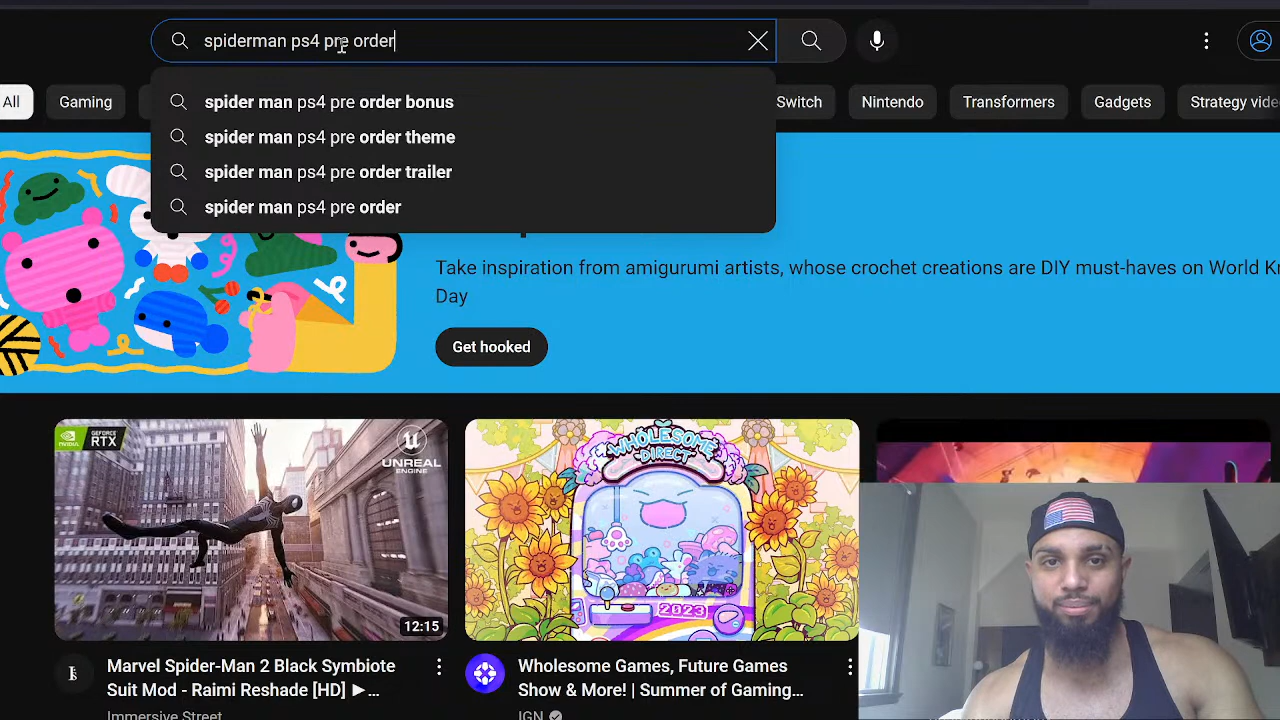 spiderman ps4 pre order
spider man ps4 pre order bonus
spider man ps4 pre order theme
spider man ps4 pre order trailer
spider man ps4 pre order
All
Gaming
Switch
Nintendo
Transformers
Gadgets
Strategy vide
Take inspiration from amigurumi artists, whose crochet creations are DIY must-haves on World Kn
Day
Get hooked
NVIDIA
GEFORCE
RTX
UNREAL
ENGINE
12:15
WHOLESOME
DIRECT
2023
Marvel Spider-Man 2 Black Symbiote
Suit Mod - Raimi Reshade [HD] ►...
Immersive Street
Wholesome Games, Future Games
Show & More! | Summer of Gaming...
IGN